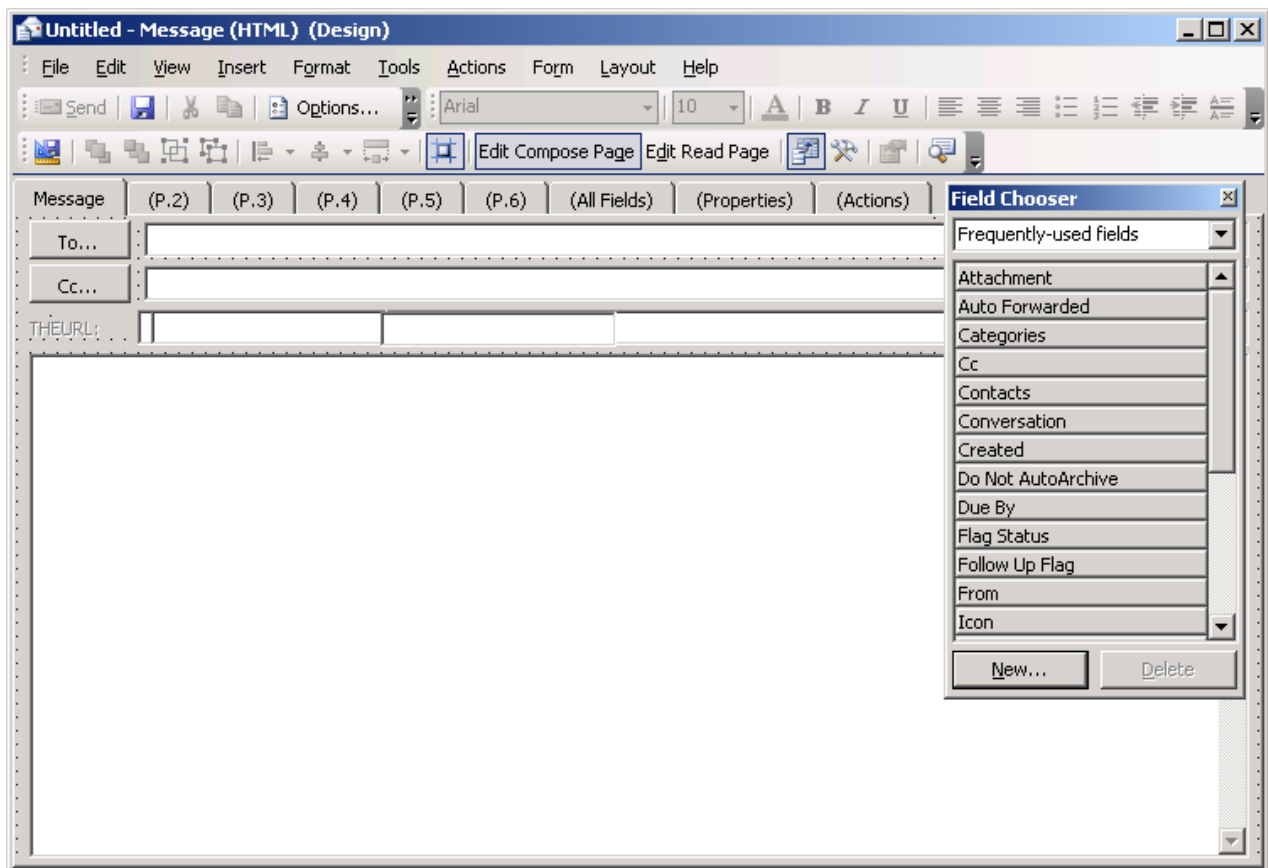 Untitled - Message (HTML) (Design)
File Edit View Insert Format Tools Actions Form Layout Help
Send Options... Arial 10 A B I U
Edit Compose Page Edit Read Page
Message (P.2) (P.3) (P.4) (P.5) (P.6) (All Fields) (Properties) (Actions)
To...
Cc...
THEURL:
Field Chooser
Frequently-used fields
Attachment
Auto Forwarded
Categories
Cc
Contacts
Conversation
Created
Do Not AutoArchive
Due By
Flag Status
Follow Up Flag
From
Icon
New... Delete